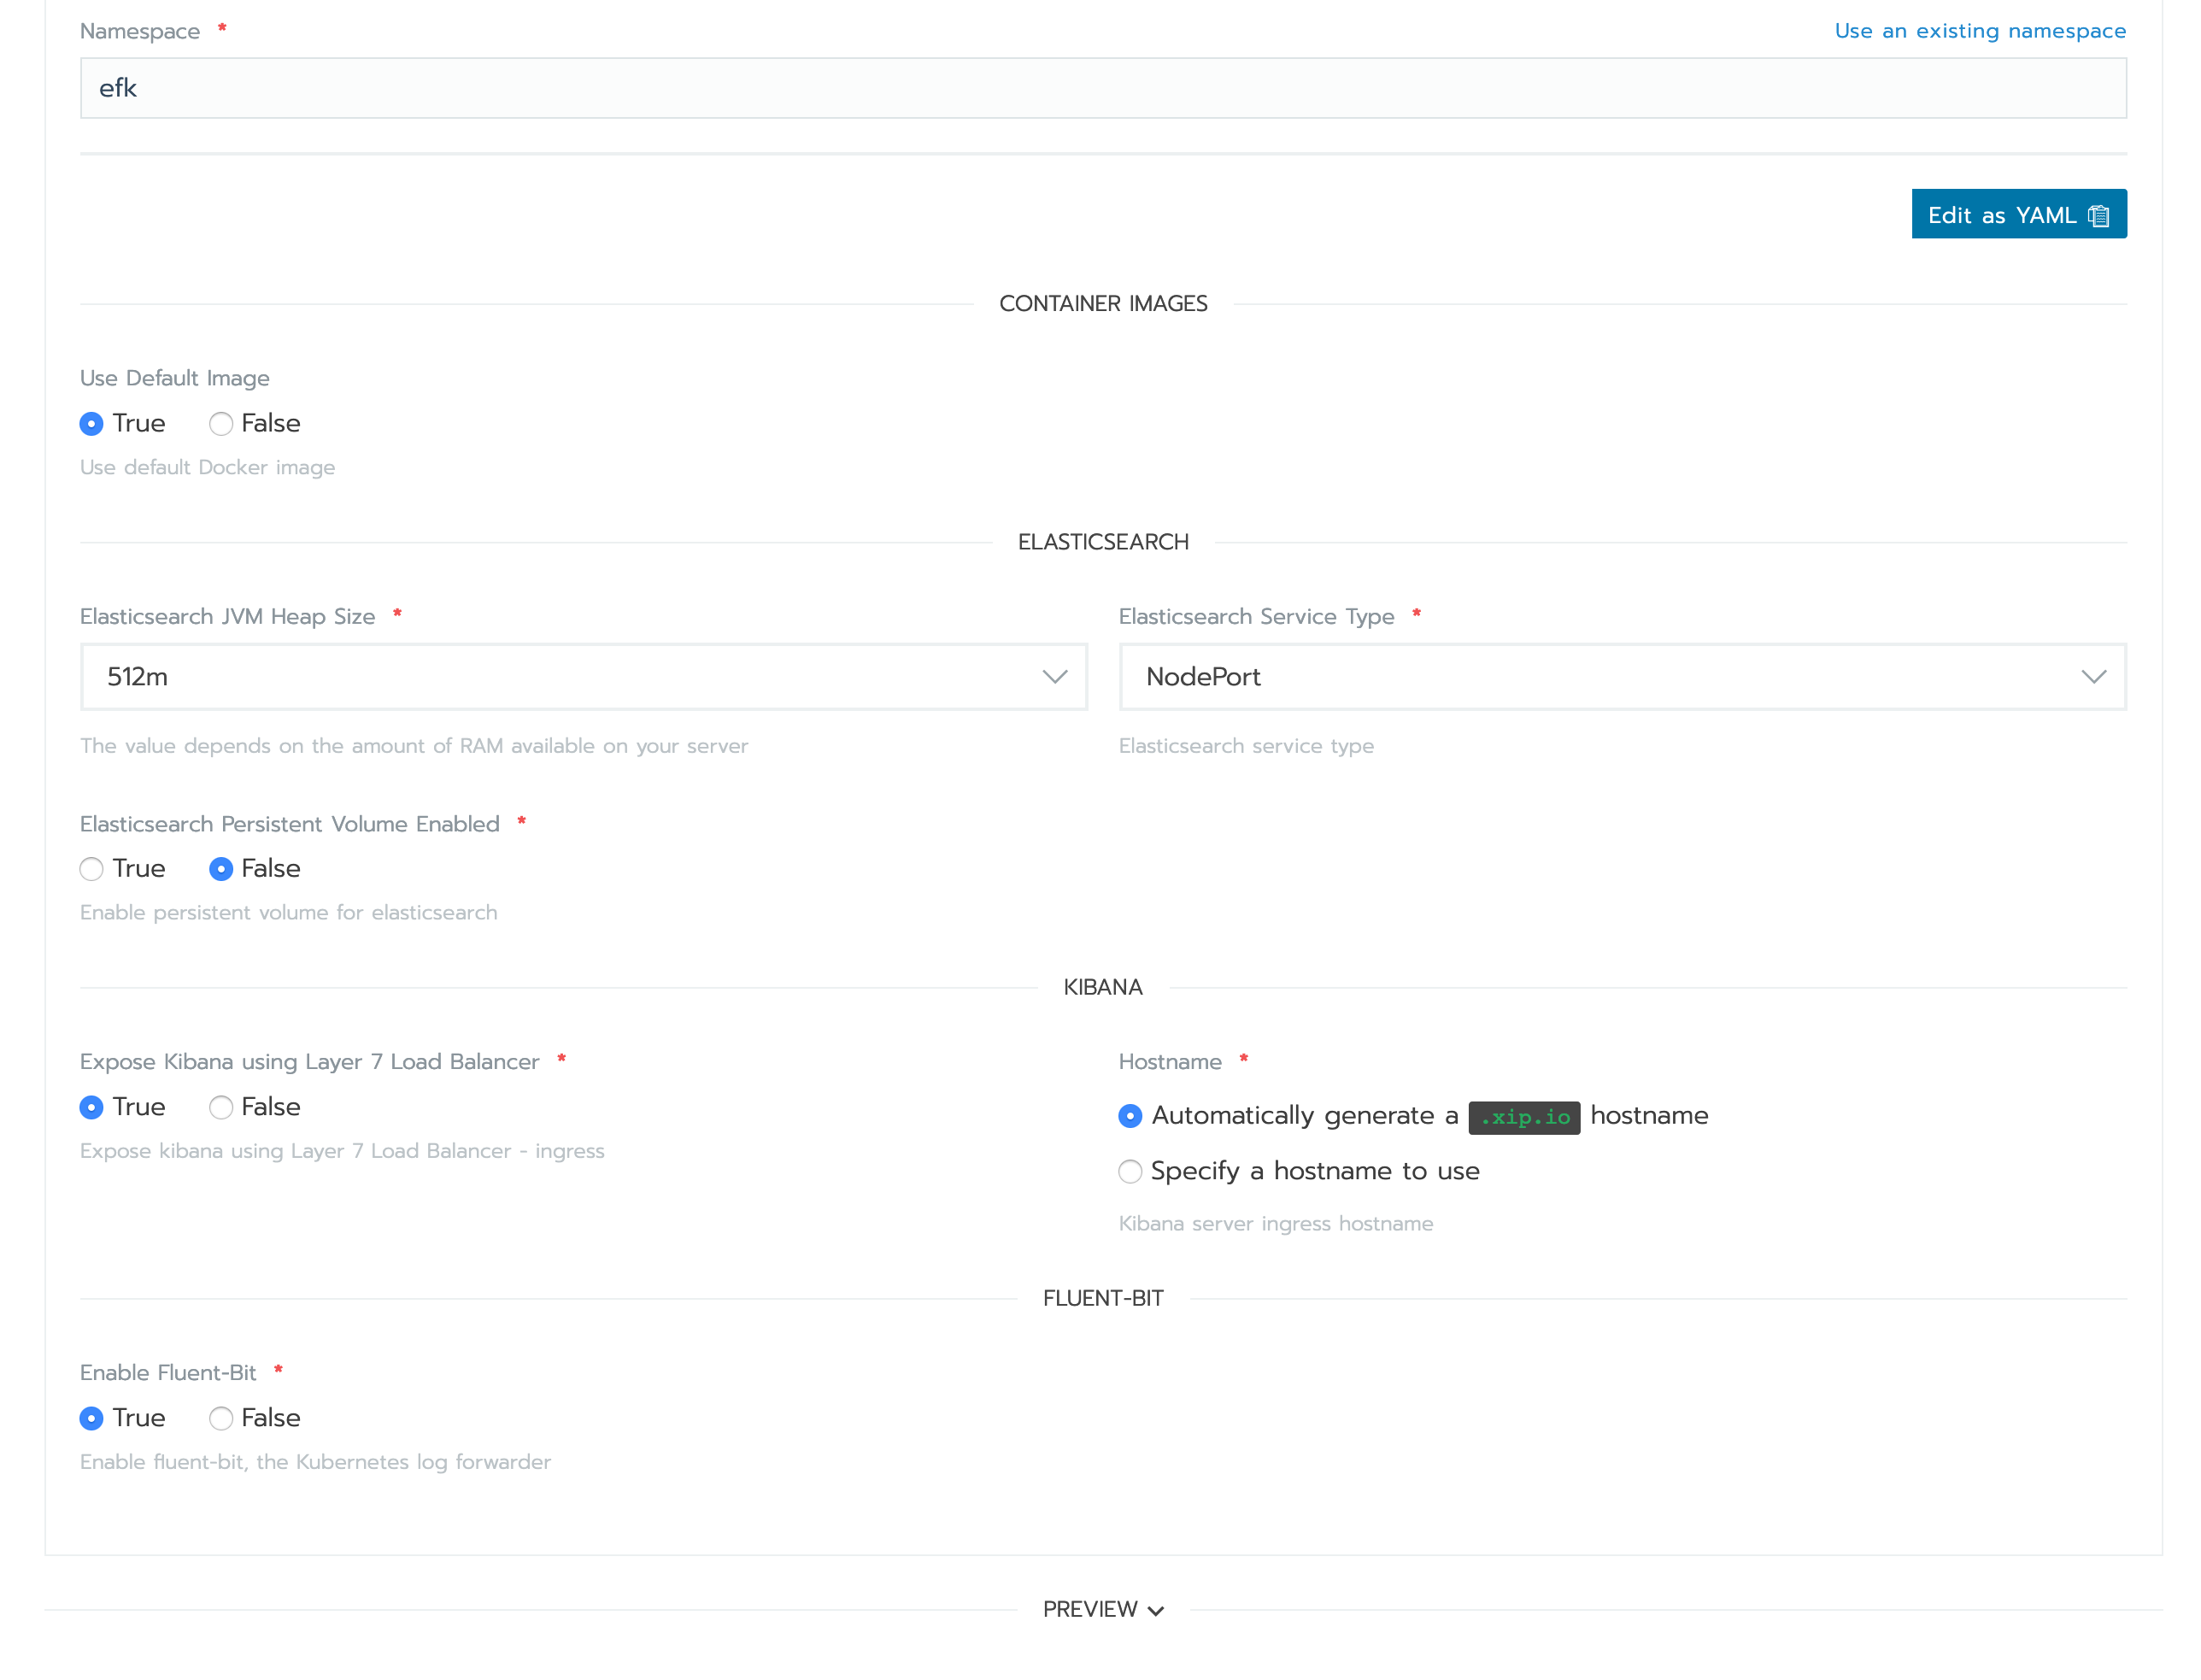 Namespace *
Use an existing namespace
efk
Edit as YAML
CONTAINER IMAGES
Use Default Image
True
False
Use default Docker image
ELASTICSEARCH
Elasticsearch JVM Heap Size *
Elasticsearch Service Type *
512m
NodePort
The value depends on the amount of RAM available on your server
Elasticsearch service type
Elasticsearch Persistent Volume Enabled *
True
False
Enable persistent volume for elasticsearch
KIBANA
Expose Kibana using Layer 7 Load Balancer *
True
False
Expose kibana using Layer 7 Load Balancer - ingress
Hostname *
Automatically generate a .xip.io hostname
Specify a hostname to use
Kibana server ingress hostname
FLUENT-BIT
Enable Fluent-Bit *
True
False
Enable fluent-bit, the Kubernetes log forwarder
PREVIEW